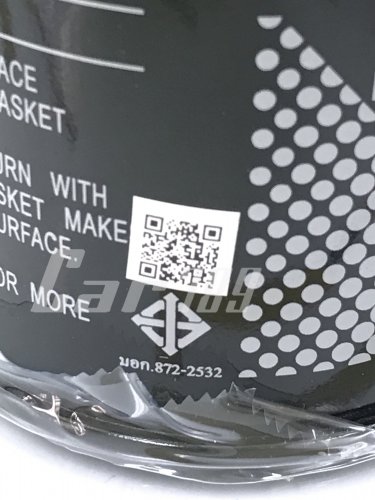 ACE
ASKET
URN WITH
SKET MAKE
URFACE.
OR MORE
มอก.872-2532